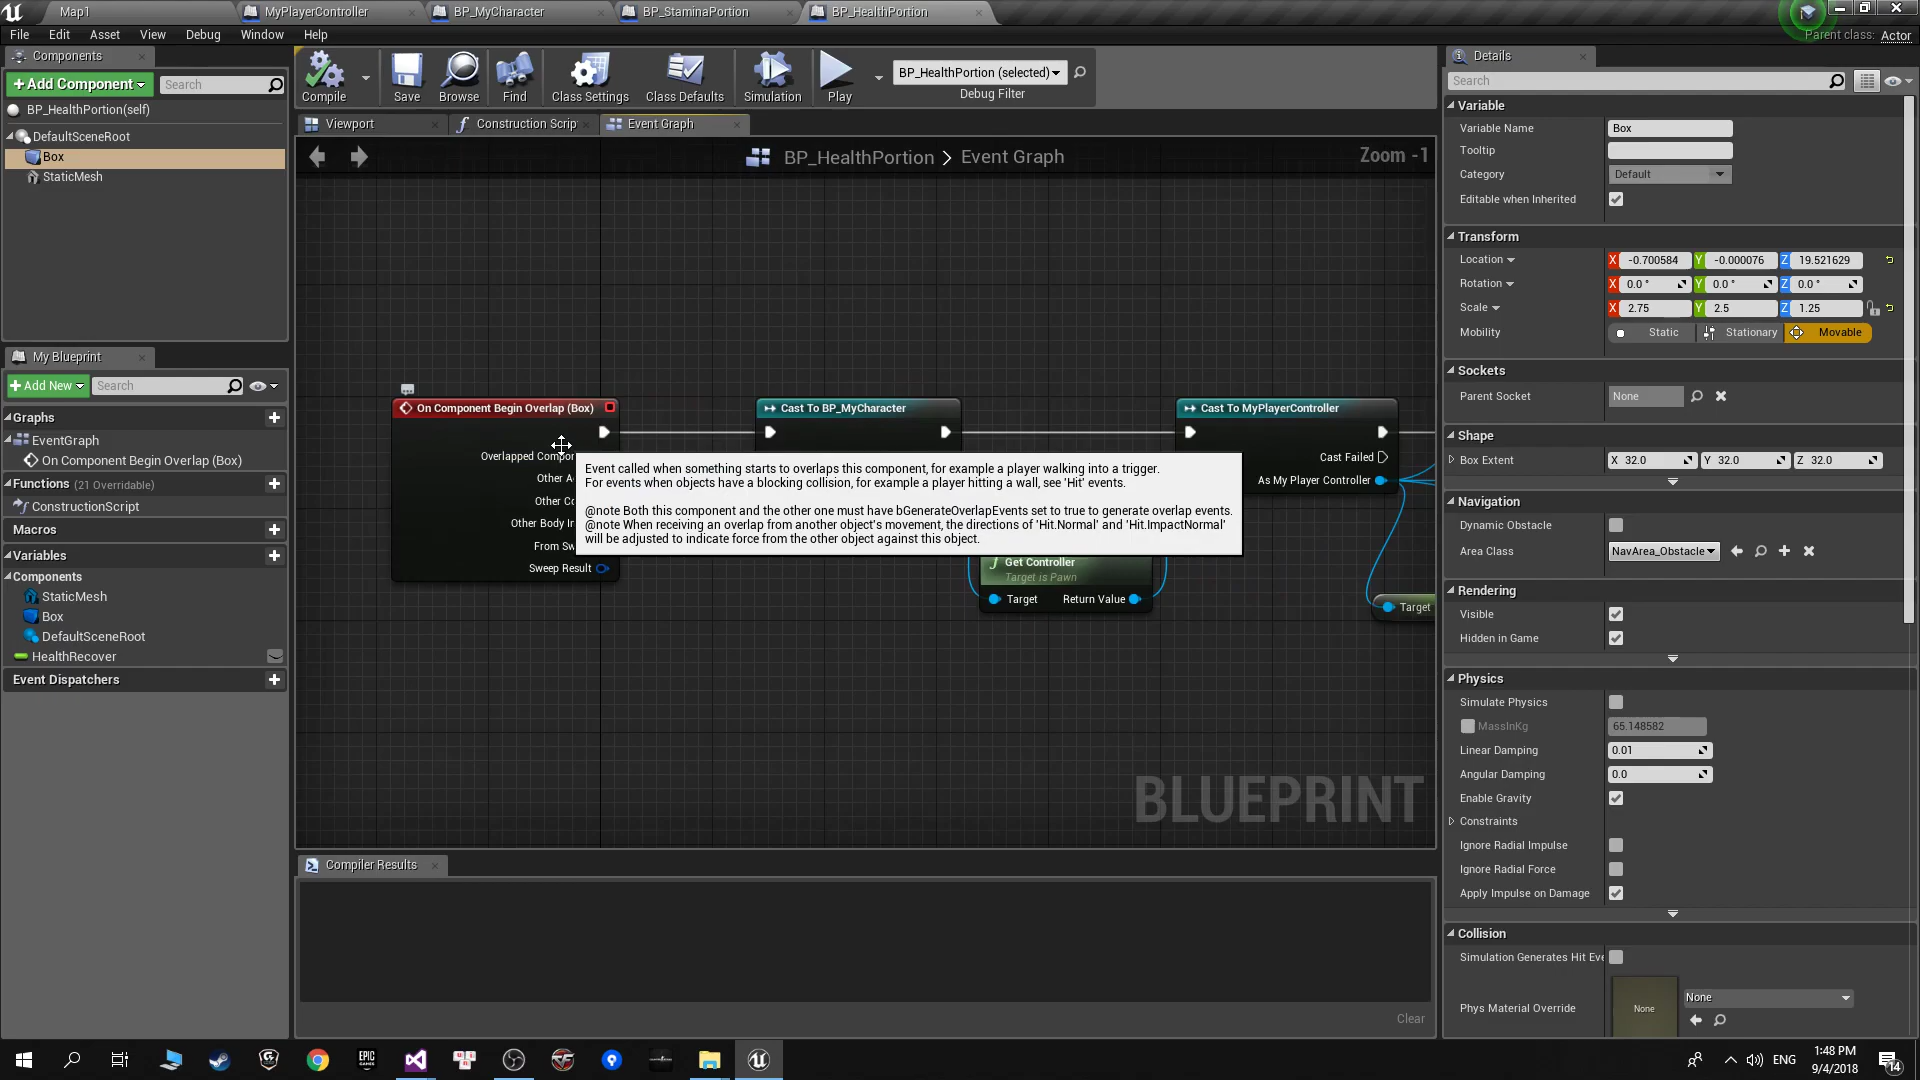 Map1
MyPlayerController
BP_MyCharacter
BP_StaminaPortion
BP_HealthPortion
File Edit Asset View Debug Window Help
Parent class: Actor
Components
Add Component
Search
BP_HealthPortion(self)
DefaultSceneRoot
Box
StaticMesh
Compile
Save
Browse
Find
Class Settings
Class Defaults
Simulation
Play
BP_HealthPortion (selected)
Debug Filter
Viewport
Construction Scrip
Event Graph
BP_HealthPortion > Event Graph
Zoom -1
My Blueprint
Add New
Search
Graphs
EventGraph
On Component Begin Overlap (Box)
Functions (21 Overridable)
ConstructionScript
Macros
Variables
Components
StaticMesh
Box
DefaultSceneRoot
HealthRecover
Event Dispatchers
On Component Begin Overlap (Box)
Overlapped Compon
Other A
Other Co
Other Body In
From Sw
Sweep Result
Cast To BP_MyCharacter
Cast To MyPlayerController
Cast Failed
As My Player Controller
Event called when something starts to overlaps this component, for example a player walking into a trigger.
For events when objects have a blocking collision, for example a player hitting a wall, see 'Hit' events.
@note Both this component and the other one must have bGenerateOverlapEvents set to true to generate overlap events.
@note When receiving an overlap from another object's movement, the directions of 'Hit.Normal' and 'Hit.ImpactNormal'
will be adjusted to indicate force from the other object against this object.
Get Controller
Target is Pawn
Target
Return Value
Target
BLUEPRINT
Compiler Results
Clear
Details
Search
Variable
Variable Name Box
Tooltip
Category Default
Editable when Inherited
Transform
Location X -0.700584 Y -0.000076 Z 19.521629
Rotation X 0.0 ° Y 0.0 ° Z 0.0 °
Scale X 2.75 Y 2.5 Z 1.25
Mobility Static Stationary Movable
Sockets
Parent Socket None
Shape
Box Extent X 32.0 Y 32.0 Z 32.0
Navigation
Dynamic Obstacle
Area Class NavArea_Obstacle
Rendering
Visible
Hidden in Game
Physics
Simulate Physics
MassInKg 65.148582
Linear Damping 0.01
Angular Damping 0.0
Enable Gravity
Constraints
Ignore Radial Impulse
Ignore Radial Force
Apply Impulse on Damage
Collision
Simulation Generates Hit Eve
Phys Material Override None None
EPIC GAMES
ENG
1:48 PM
9/4/2018
14